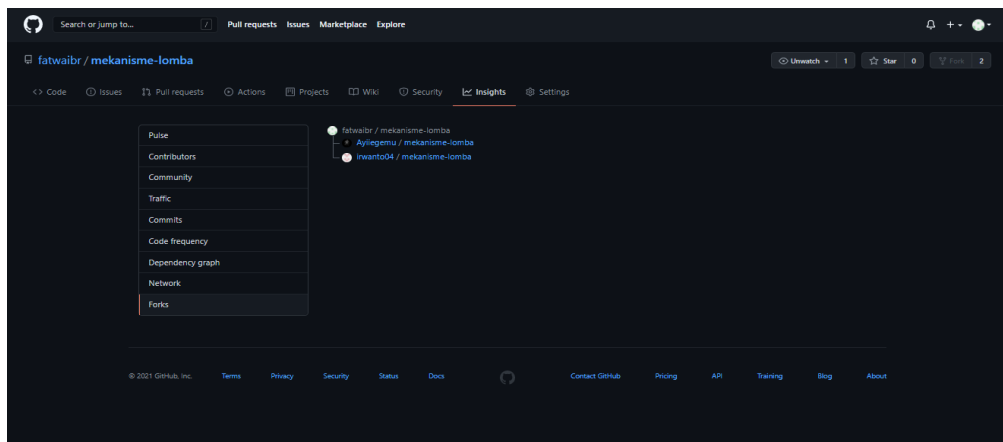 Search or jump to... / Pull requests Issues Marketplace Explore
fatwaibr / mekanisme-lomba Unwatch 1 Star 0 Fork 2
<> Code Issues Pull requests Actions Projects Wiki Security Insights Settings
Pulse
Contributors
Community
Traffic
Commits
Code frequency
Dependency graph
Network
Forks
fatwaibr / mekanisme-lomba
Ayliegemu / mekanisme-lomba
irwanto04 / mekanisme-lomba
© 2021 GitHub, Inc. Terms Privacy Security Status Docs Contact GitHub Pricing API Training Blog About